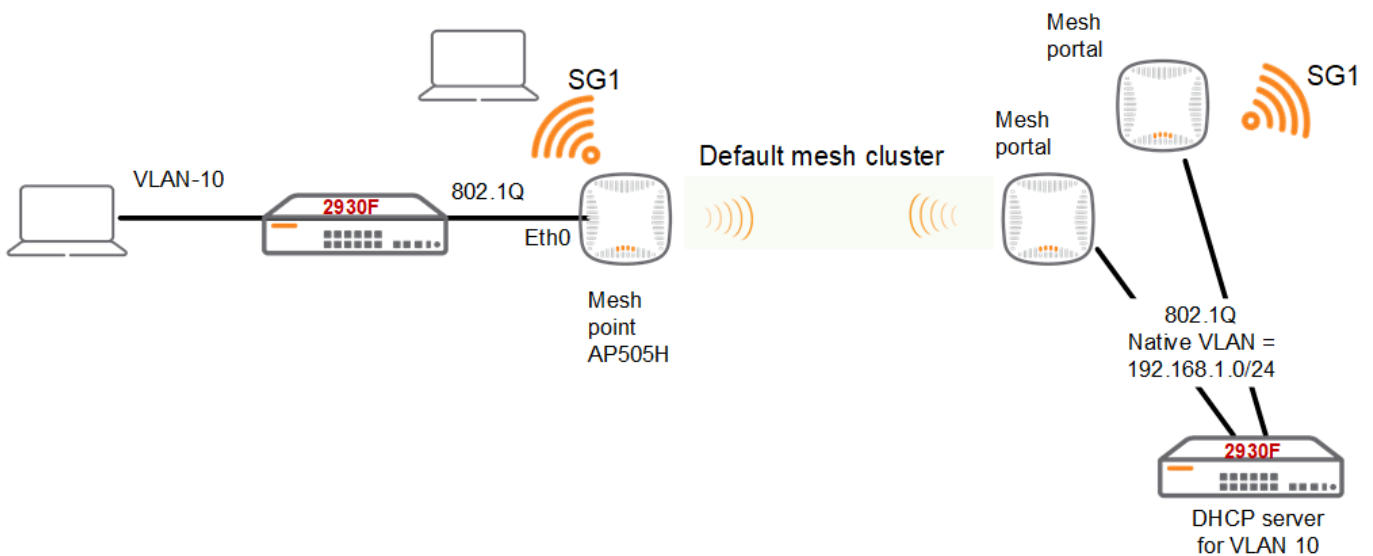 VLAN-10
2930F
802.1Q
Eth0
SG1
Mesh
point
AP505H
Default mesh cluster
Mesh
portal
Mesh
portal
SG1
802.1Q
Native VLAN =
192.168.1.0/24
2930F
DHCP server
for VLAN 10